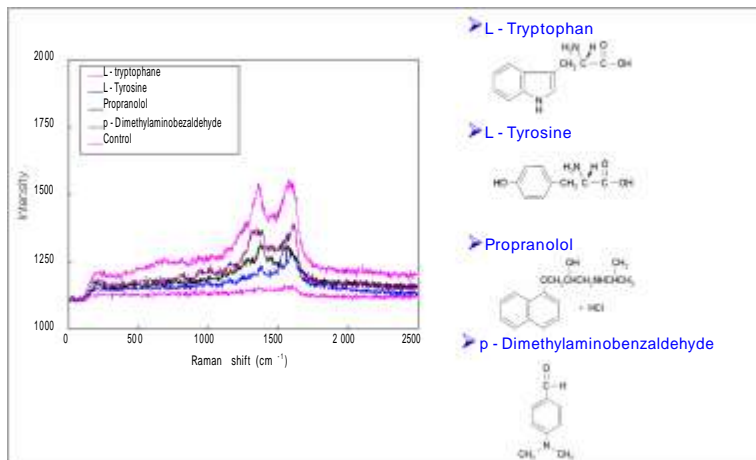 2000
1750
1500
1250
1000
Intensity
L - tryptophane
L - Tyrosine
Propranolol
p - Dimethylaminobezaldehyde
Control
0 500 1000 1500 2 000 2500
Raman shift (cm -1)
L - Tryptophan
H₂N H O
CH₂ C C OH
N
H
L - Tyrosine
H₂N H O
HO CH₂ C C OH
Propranolol
OH CH₃
OCH₂CHCH₂NHCHCH₃
• HCl
p - Dimethylaminobenzaldehyde
O
C H
N
CH₃ CH₃